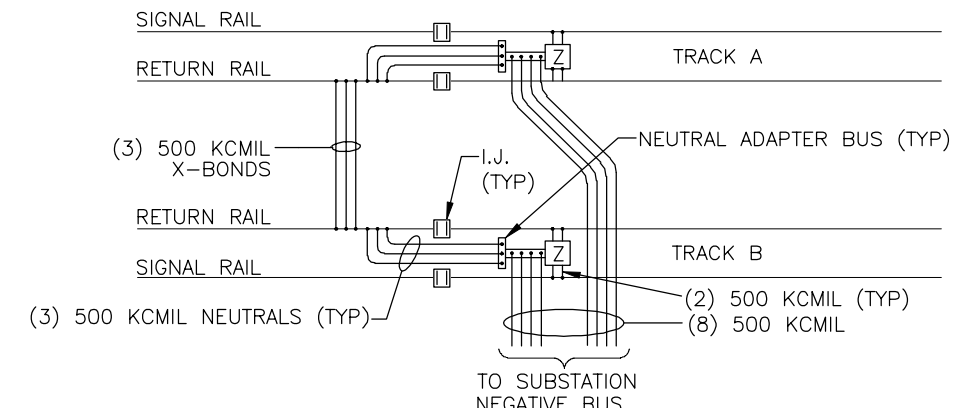 SIGNAL RAIL
Z
TRACK A
RETURN RAIL
(3) 500 KCMIL
X-BONDS
I.J.
(TYP)
NEUTRAL ADAPTER BUS (TYP)
RETURN RAIL
Z
TRACK B
SIGNAL RAIL
(2) 500 KCMIL (TYP)
(3) 500 KCMIL NEUTRALS (TYP)
(8) 500 KCMIL
TO SUBSTATION
NEGATIVE BUS